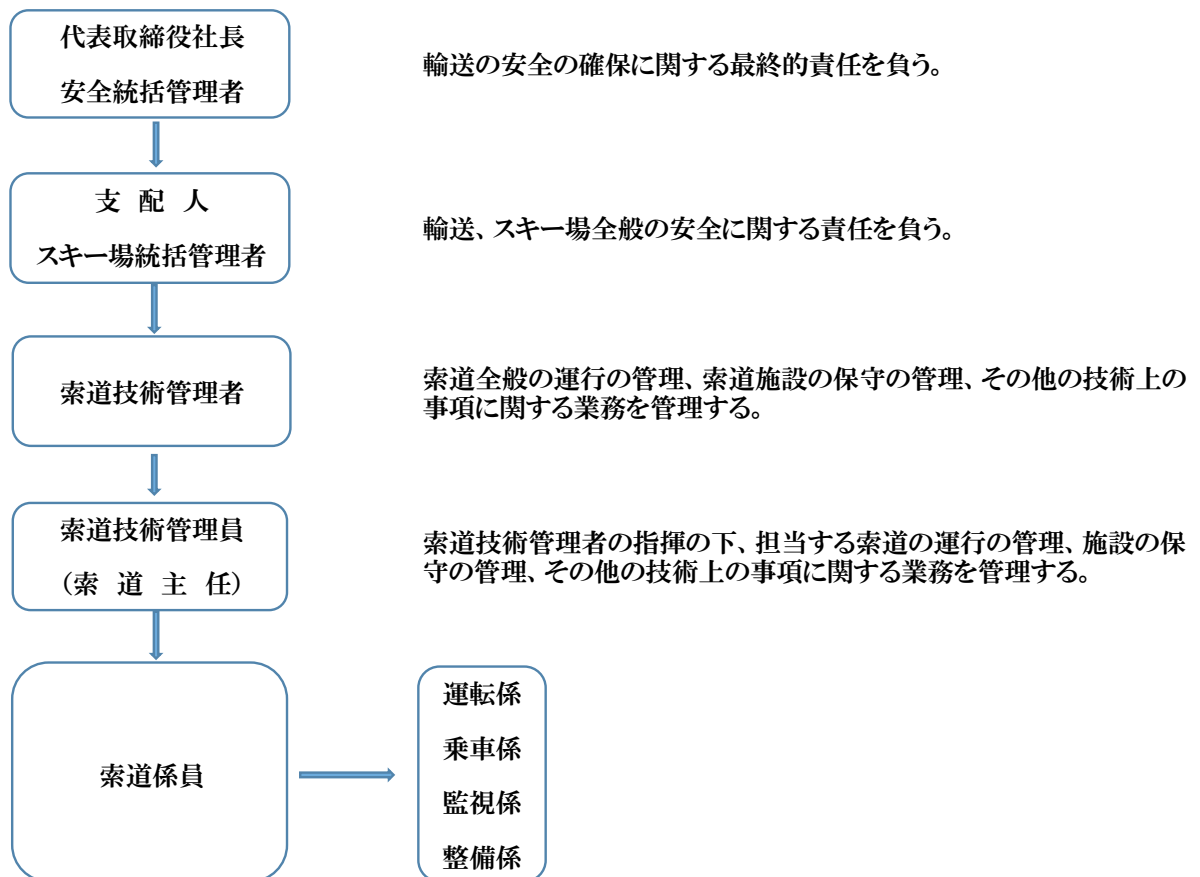 代表取締役社長
安全統括管理者
輸送の安全の確保に関する最終的責任を負う。
支 配 人
スキー場統括管理者
輸送、スキー場全般の安全に関する責任を負う。
索道技術管理者
索道全般の運行の管理、索道施設の保守の管理、その他の技術上の
事項に関する業務を管理する。
索道技術管理員
（索 道 主 任）
索道技術管理者の指揮の下、担当する索道の運行の管理、施設の保
守の管理、その他の技術上の事項に関する業務を管理する。
索道係員
運転係
乗車係
監視係
整備係